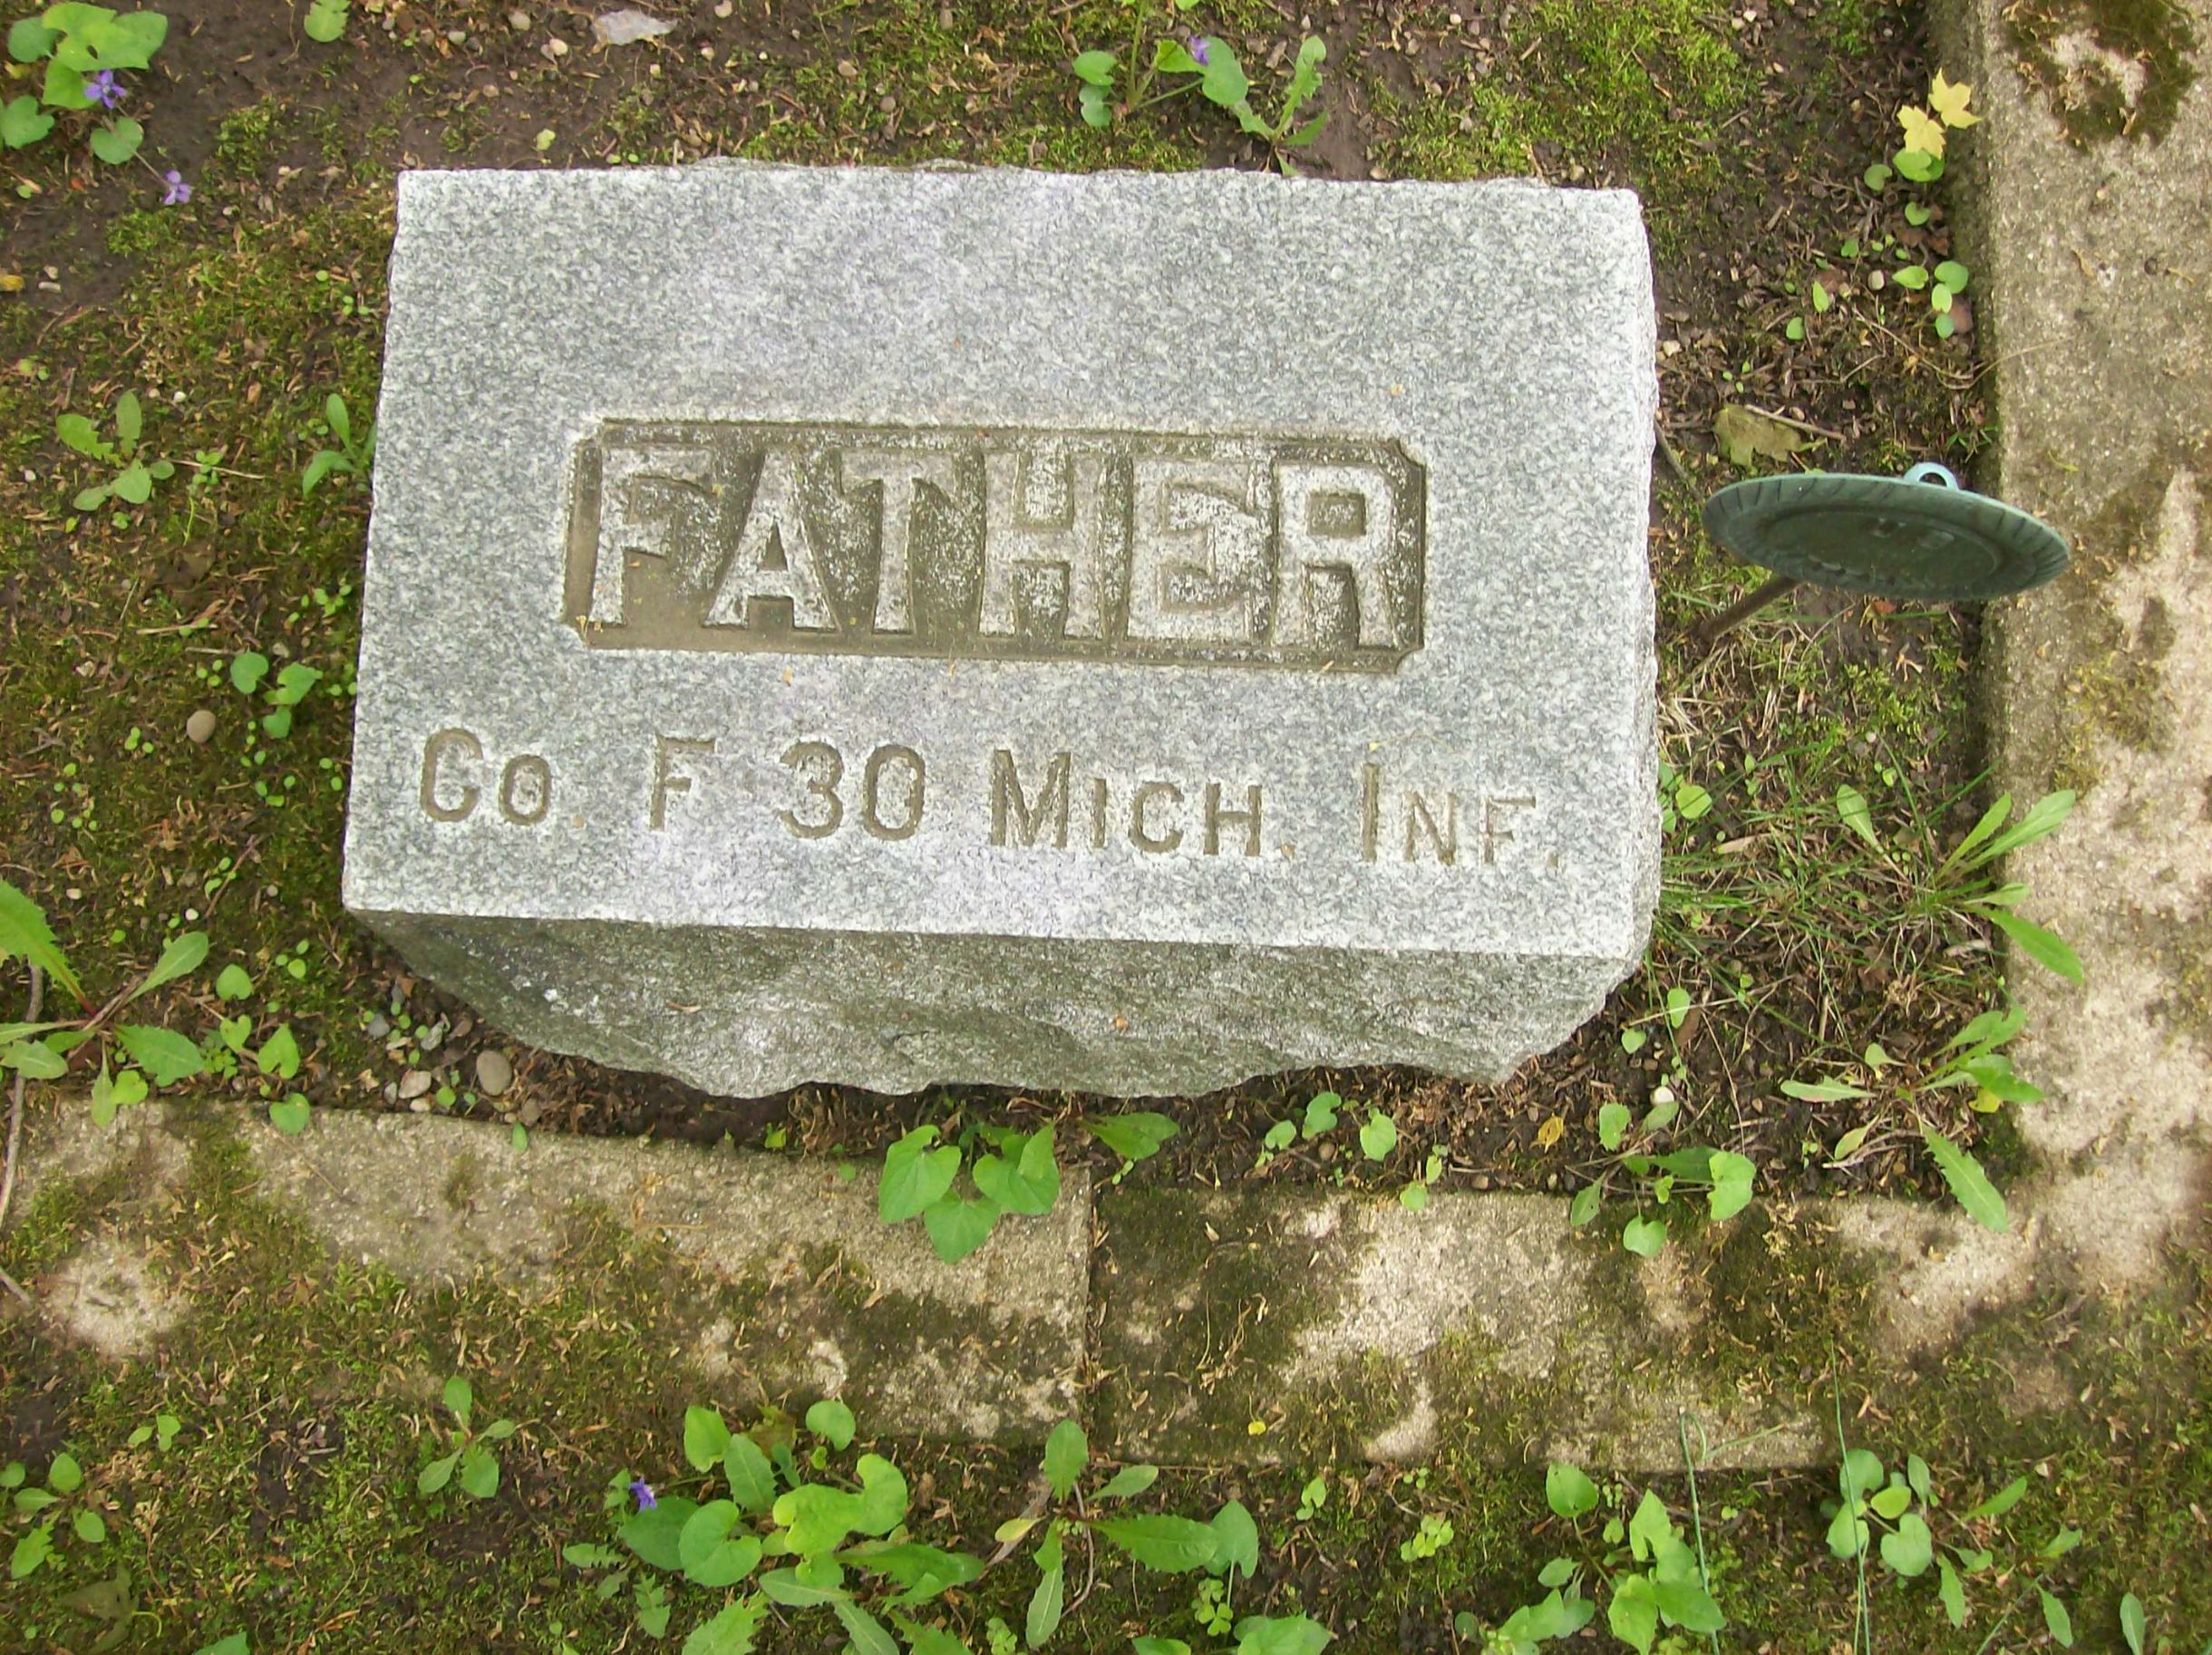 FATHER
Co. F 30 MICH. INF.